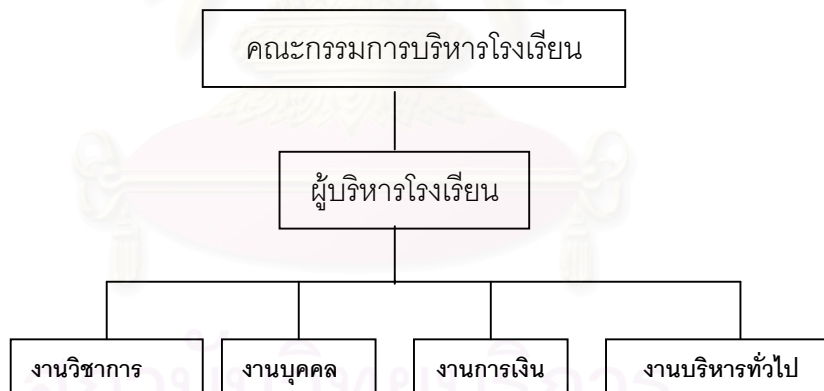 คณะกรรมการบริหารโรงเรียน
ผู้บริหารโรงเรียน
งานวิชาการ
งานบุคคล
งานการเงิน
งานบริหารทั่วไป